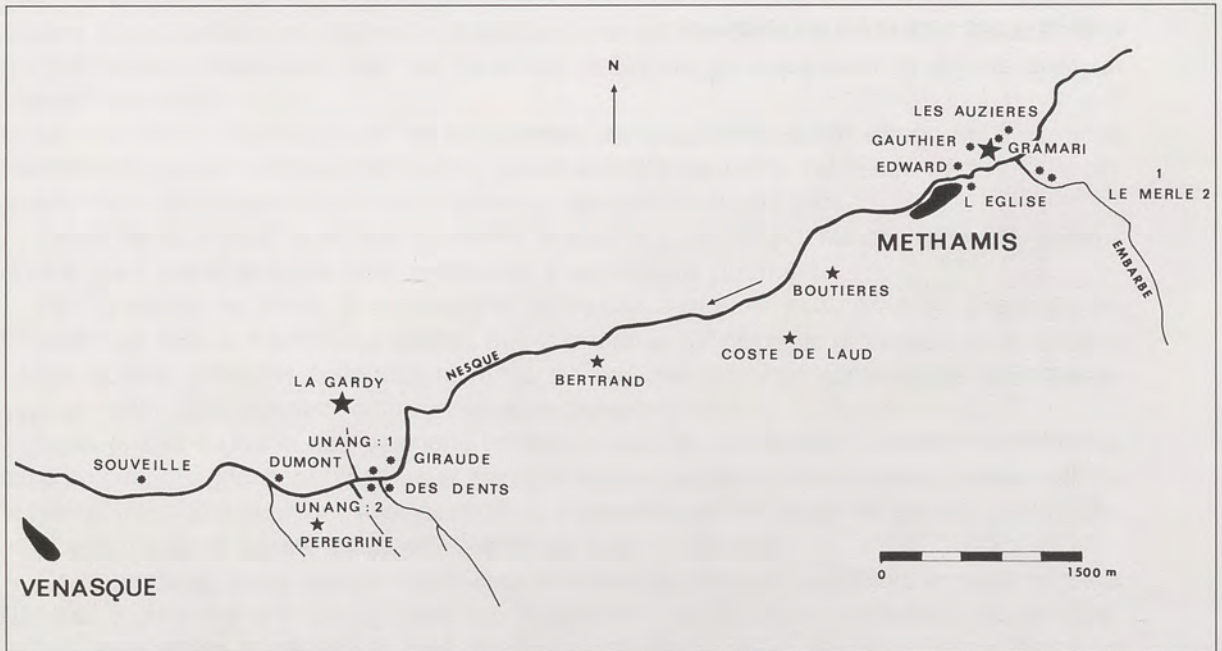 N
LES AUZIERES
GAUTHIER
GRAMARI
EDWARD
1
LE MERLE 2
L EGLISE
METHAMIS
EMBARBE
BOUTIERES
COSTE DE LAUD
NESQUE
BERTRAND
LA GARDY
UNANG : 1
GIRAUDE
SOUVEILLE
DUMONT
DES DENTS
UNANG : 2
PEREGRINE
VENASQUE
0
1500 m